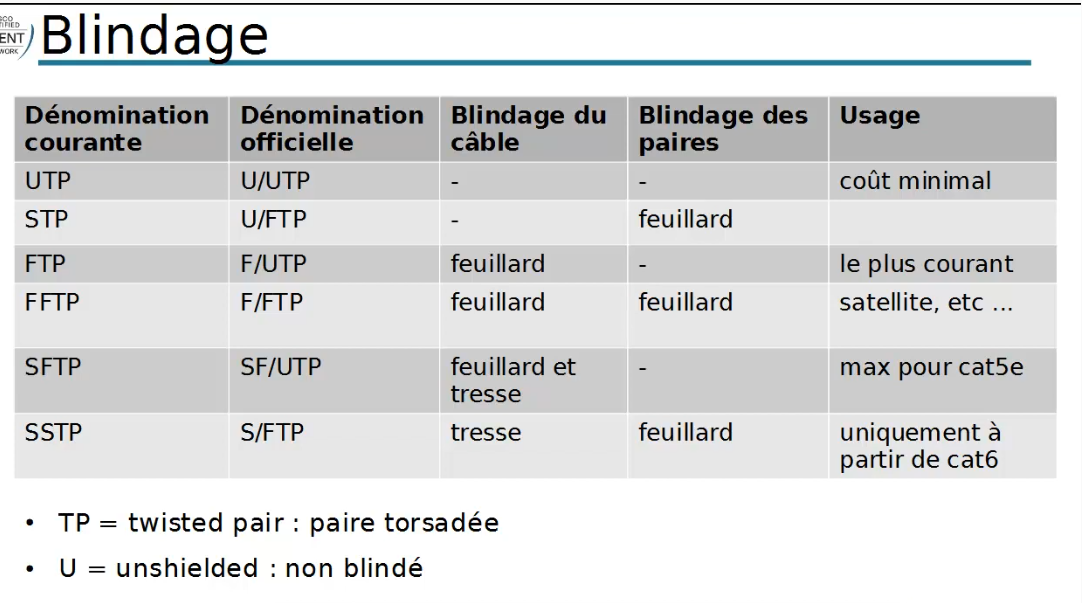 ENT
WORK
Blindage
Dénomination courante Dénomination officielle Blindage du câble Blindage des paires Usage
UTP U/UTP - - coût minimal
STP U/FTP - feuillard
FTP F/UTP feuillard - le plus courant
FFTP F/FTP feuillard feuillard satellite, etc ...
SFTP SF/UTP feuillard et tresse - max pour cat5e
SSTP S/FTP tresse feuillard uniquement à partir de cat6
• TP = twisted pair : paire torsadée
• U = unshielded : non blindé